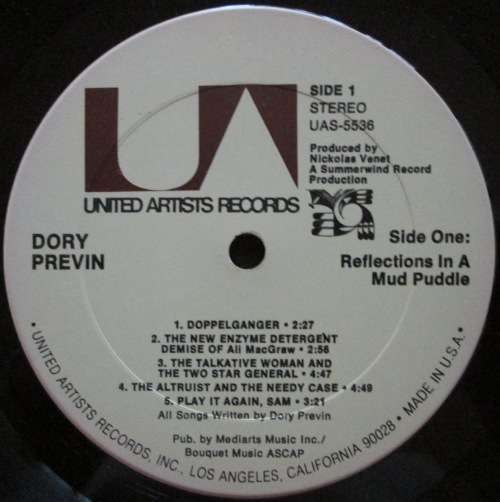 UA
UNITED ARTISTS RECORDS
SIDE 1
STEREO
UAS-5536
Produced by
Nickolas Venet
A Summerwind Record
Production
DORY
PREVIN
Side One:
Reflections In A
Mud Puddle
1. DOPPELGANGER • 2:27
2. THE NEW ENZYME DETERGENT
DEMISE OF Ali MacGraw • 2:56
3. THE TALKATIVE WOMAN AND
THE TWO STAR GENERAL • 4:47
4. THE ALTRUIST AND THE NEEDY CASE • 4:49
5. PLAY IT AGAIN, SAM • 3:21
All Songs Written by Dory Previn
Pub. by Mediarts Music Inc./
Bouquet Music ASCAP
• UNITED ARTISTS RECORDS, INC., LOS ANGELES, CALIFORNIA 90028 • MADE IN U.S.A. •